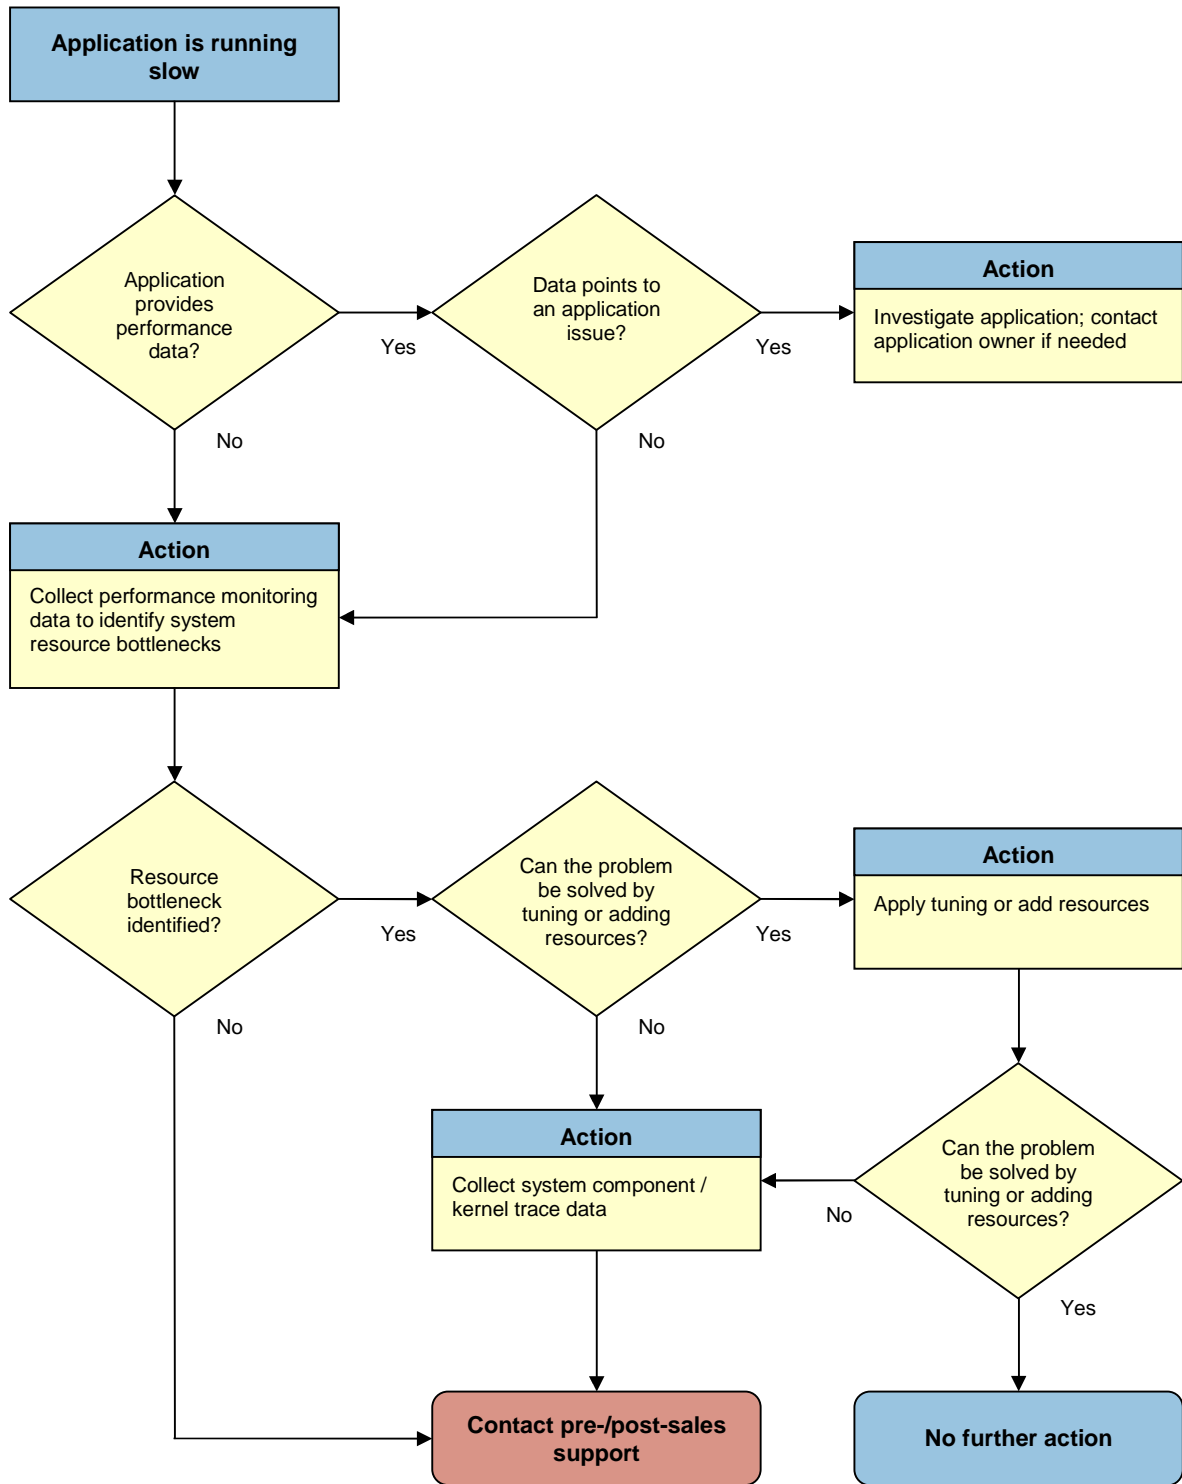 Application is running
slow
Application
provides
performance
data?
Yes
No
Data points to
an application
issue?
Yes
No
Action
Investigate application; contact
application owner if needed
Action
Collect performance monitoring
data to identify system
resource bottlenecks
Resource
bottleneck
identified?
Yes
No
Can the problem
be solved by
tuning or adding
resources?
Yes
No
Action
Apply tuning or add resources
Action
Collect system component /
kernel trace data
Can the problem
be solved by
tuning or adding
resources?
No
Yes
Contact pre-/post-sales
support
No further action